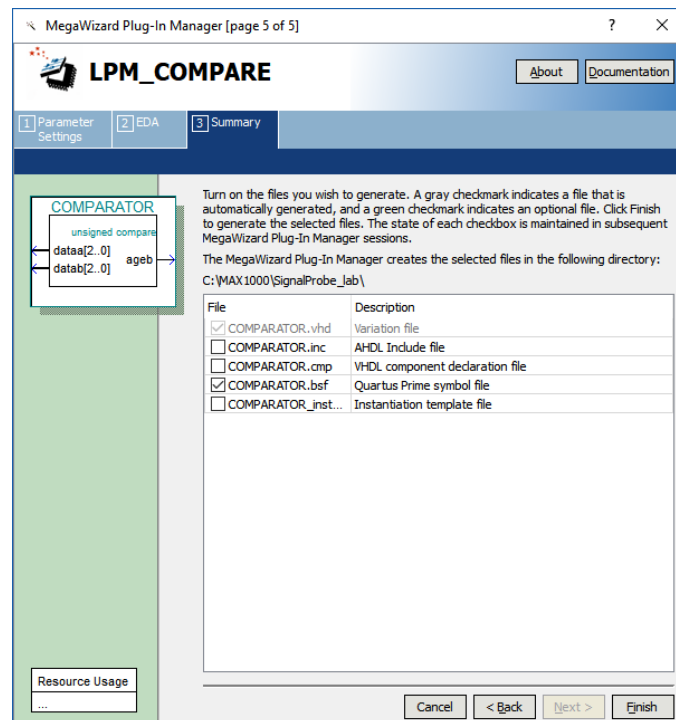 MegaWizard Plug-In Manager [page 5 of 5] ? ×
LPM_COMPARE
About Documentation
1 Parameter Settings 2 EDA 3 Summary
COMPARATOR
unsigned compare
dataa[2..0]
datab[2..0]
ageb
Turn on the files you wish to generate. A gray checkmark indicates a file that is
automatically generated, and a green checkmark indicates an optional file. Click Finish
to generate the selected files. The state of each checkbox is maintained in subsequent
MegaWizard Plug-In Manager sessions.
The MegaWizard Plug-In Manager creates the selected files in the following directory:
C:\MAX1000\SignalProbe_lab\
File Description
COMPARATOR.vhd Variation file
COMPARATOR.inc AHDL Include file
COMPARATOR.cmp VHDL component declaration file
COMPARATOR.bsf Quartus Prime symbol file
COMPARATOR_inst... Instantiation template file
Resource Usage
...
Cancel < Back Next > Finish